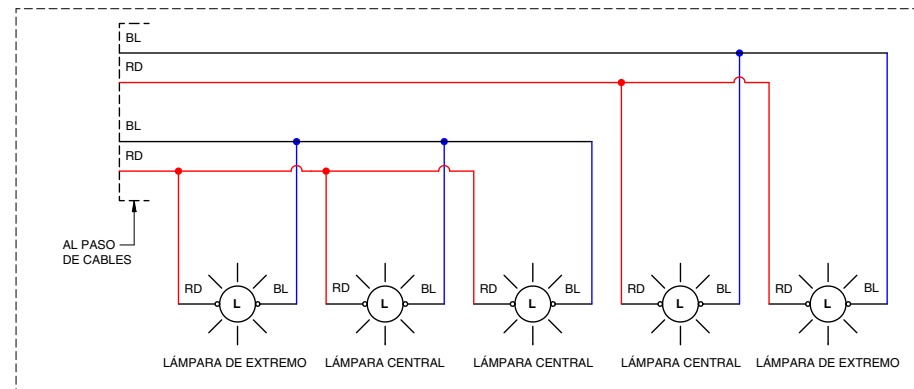 BL
RD
BL
RD
AL PASO
DE CABLES
RD BL RD BL RD BL RD BL RD BL
L L L L L
LÁMPARA DE EXTREMO LÁMPARA CENTRAL LÁMPARA CENTRAL LÁMPARA CENTRAL LÁMPARA DE EXTREMO